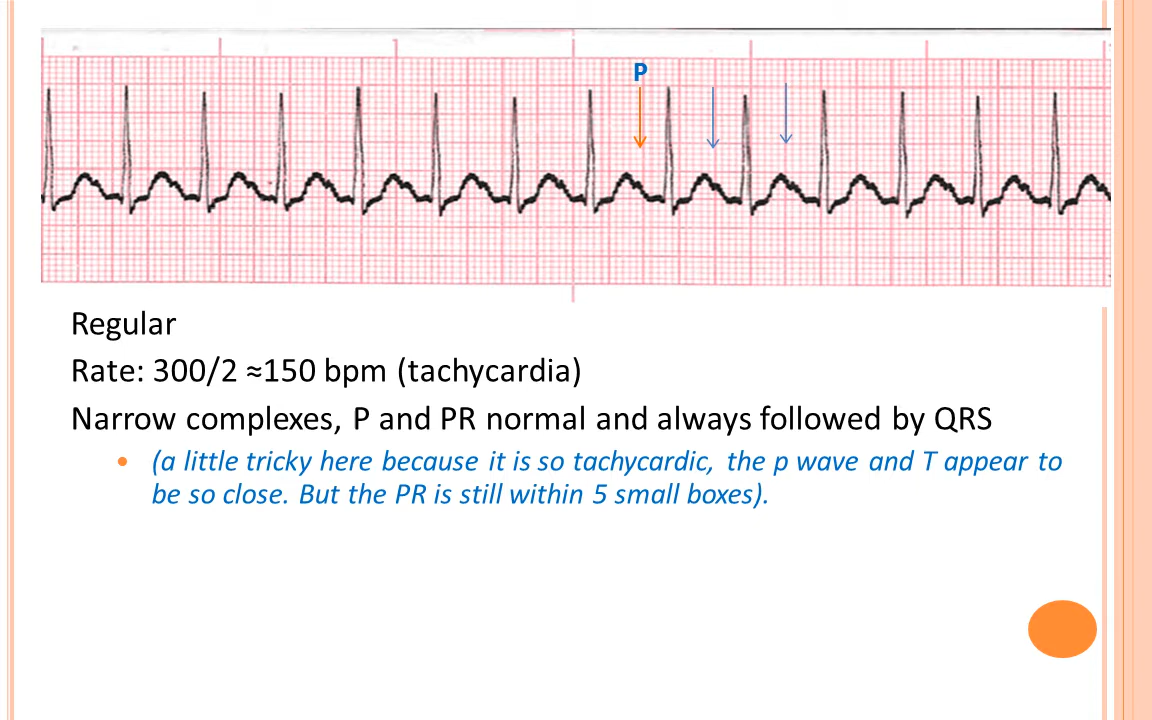 P
Regular
Rate: 300/2 ≈150 bpm (tachycardia)
Narrow complexes, P and PR normal and always followed by QRS
• (a little tricky here because it is so tachycardic, the p wave and T appear to
be so close. But the PR is still within 5 small boxes).